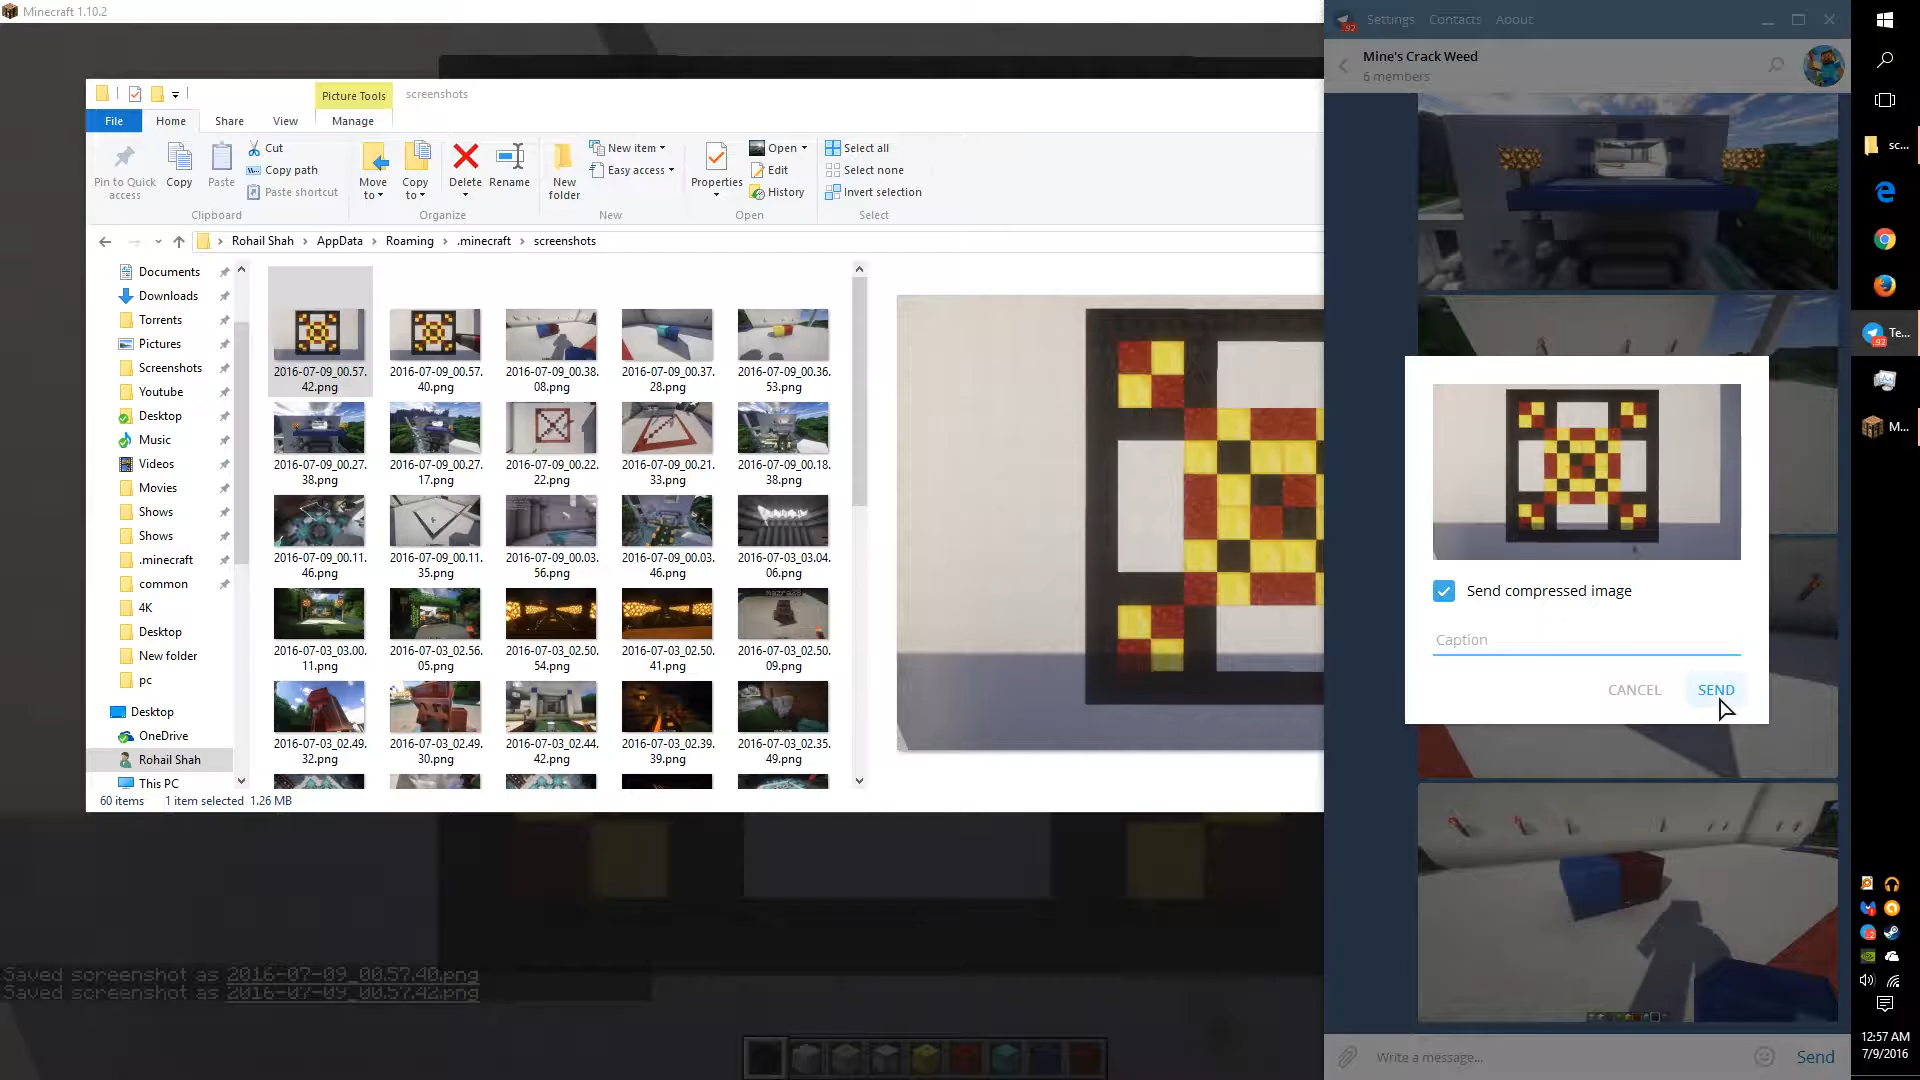 Minecraft 1.10.2
Picture Tools
screenshots
File
Home
Share
View
Manage
Pin to Quick
access
Copy
Paste
Cut
Copy path
Paste shortcut
Clipboard
Move
to
Copy
to
Delete
Rename
Organize
New
folder
New item
Easy access
New
Properties
Open
Edit
History
Open
Select all
Select none
Invert selection
Select
Rohail Shah
AppData
Roaming
.minecraft
screenshots
Documents
Downloads
Torrents
Pictures
Screenshots
Youtube
Desktop
Music
Videos
Movies
Shows
Shows
.minecraft
common
4K
Desktop
New folder
pc
Desktop
OneDrive
Rohail Shah
This PC
2016-07-09_00.57.
42.png
2016-07-09_00.57.
40.png
2016-07-09_00.38.
08.png
2016-07-09_00.37.
28.png
2016-07-09_00.36.
53.png
2016-07-09_00.27.
38.png
2016-07-09_00.27.
17.png
2016-07-09_00.22.
22.png
2016-07-09_00.21.
33.png
2016-07-09_00.18.
38.png
2016-07-09_00.11.
46.png
2016-07-09_00.11.
35.png
2016-07-09_00.03.
56.png
2016-07-09_00.03.
46.png
2016-07-03_03.04.
06.png
2016-07-03_03.00.
11.png
2016-07-03_02.56.
05.png
2016-07-03_02.50.
54.png
2016-07-03_02.50.
41.png
2016-07-03_02.50.
09.png
2016-07-03_02.49.
32.png
2016-07-03_02.49.
30.png
2016-07-03_02.44.
42.png
2016-07-03_02.39.
39.png
2016-07-03_02.35.
49.png
60 items
1 item selected 1.26 MB
Saved screenshot as 2016-07-09_00.57.40.png
Saved screenshot as 2016-07-09_00.57.42.png
Settings
Contacts
About
Mine's Crack Weed
6 members
Send compressed image
Caption
CANCEL
SEND
Write a message...
Send
sc...
Te...
M...
12:57 AM
7/9/2016